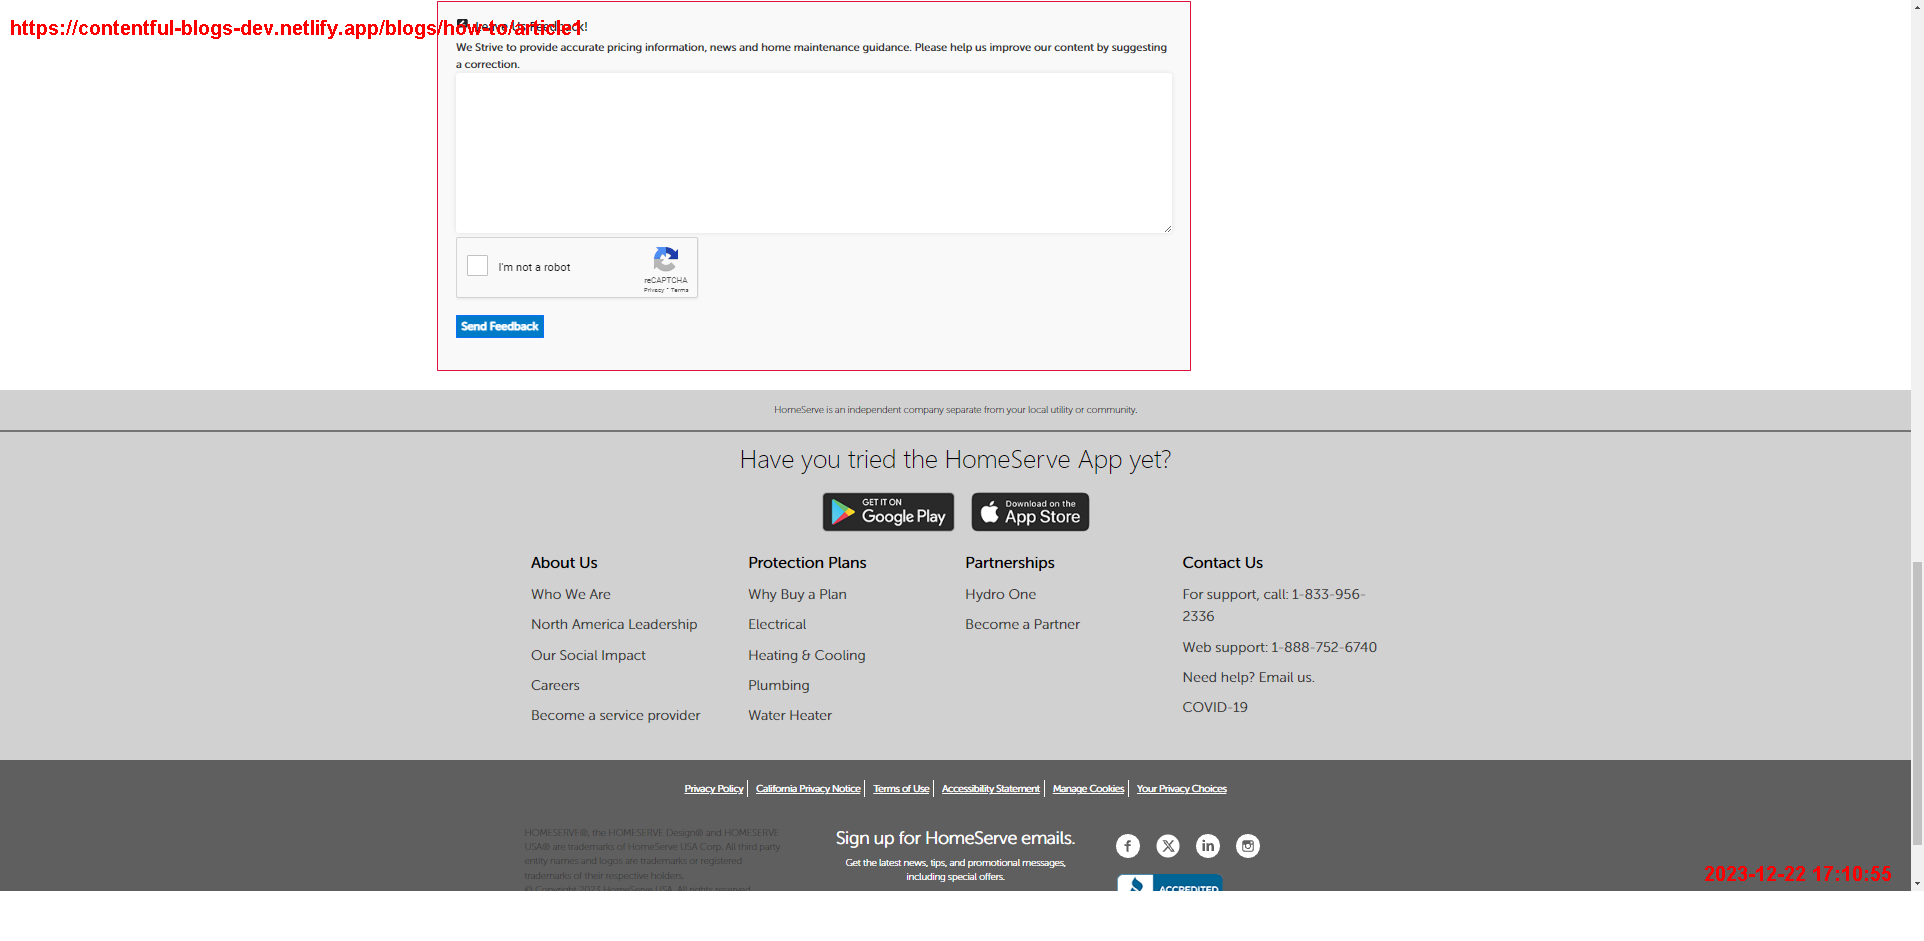 https://contentful-blogs-dev.netlify.app/blogs/how-to/article1
Leave Us Feedback!
We Strive to provide accurate pricing information, news and home maintenance guidance. Please help us improve our content by suggesting
a correction.
I'm not a robot
reCAPTCHA
Privacy - Terms
Send Feedback
HomeServe is an independent company separate from your local utility or community.
Have you tried the HomeServe App yet?
GET IT ON
Google Play
Download on the
App Store
About Us
Who We Are
North America Leadership
Our Social Impact
Careers
Become a service provider
Protection Plans
Why Buy a Plan
Electrical
Heating & Cooling
Plumbing
Water Heater
Partnerships
Hydro One
Become a Partner
Contact Us
For support, call: 1-833-956-
2336
Web support: 1-888-752-6740
Need help? Email us.
COVID-19
Privacy Policy
California Privacy Notice
Terms of Use
Accessibility Statement
Manage Cookies
Your Privacy Choices
HOMESERVE®, the HOMESERVE Design® and HOMESERVE
USA® are trademarks of HomeServe USA Corp. All third party
entity names and logos are trademarks or registered
trademarks of their respective holders.
© Copyright 2023 HomeServe USA. All rights reserved.
Sign up for HomeServe emails.
Get the latest news, tips, and promotional messages,
including special offers.
ACCREDITED
2023-12-22 17:10:55